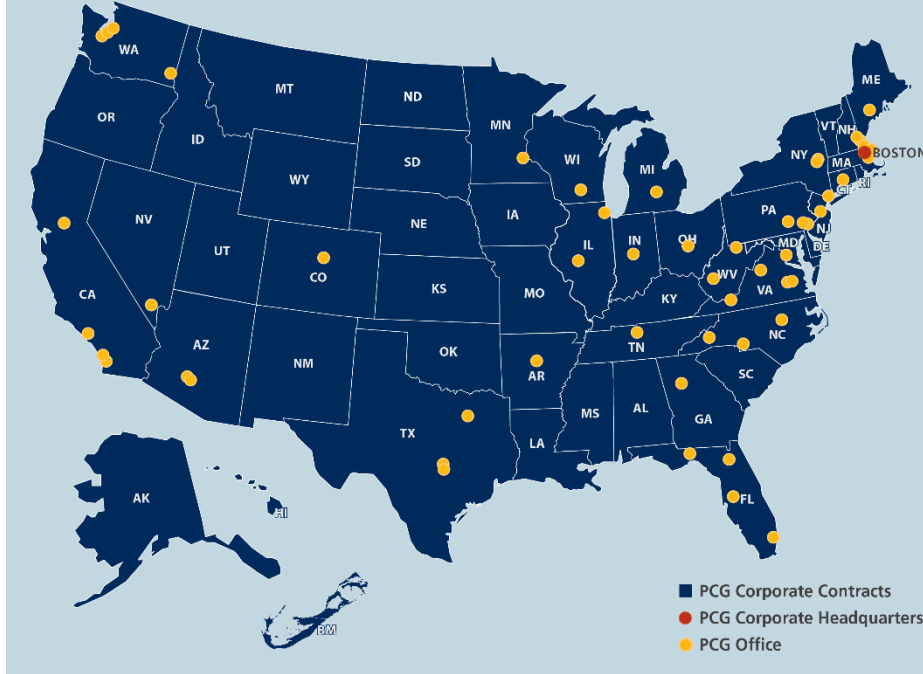 WA
MT
ND
MN
ME
OR
ID
SD
WI
MI
VT
NH
NY
MA
BOSTON
CT
RI
WY
NV
UT
CO
NE
IA
IL
IN
OH
PA
NJ
MD
DE
WV
VA
CA
KS
MO
KY
AZ
NM
OK
AR
TN
NC
SC
TX
LA
MS
AL
GA
FL
AK
HI
BM
PCG Corporate Contracts
PCG Corporate Headquarters
PCG Office